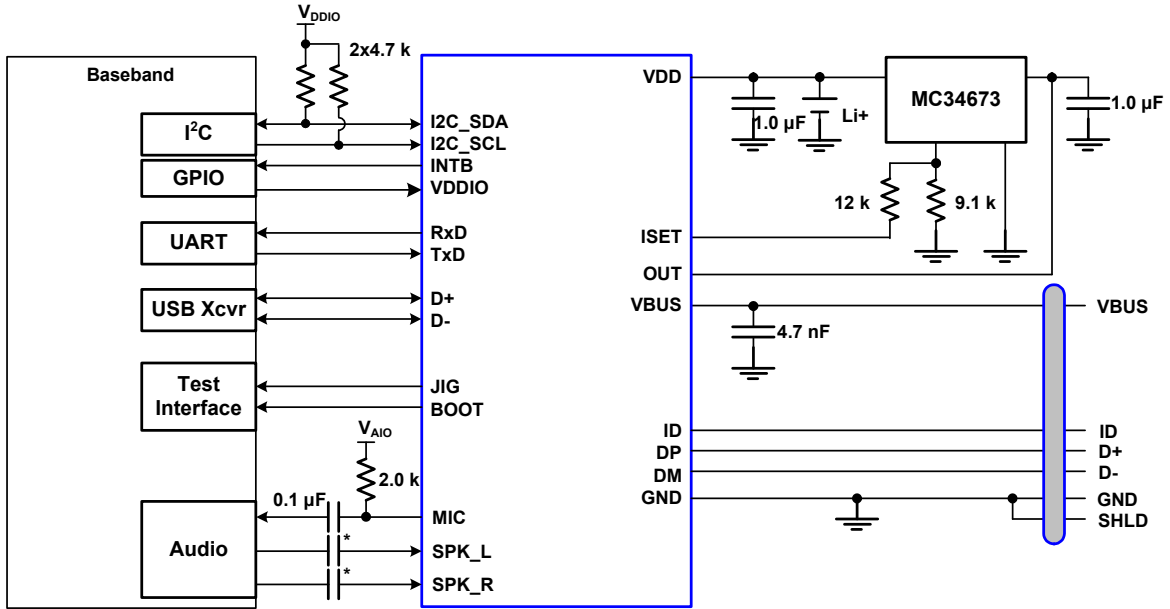 V_DDIO
2x4.7 k
Baseband
I²C
GPIO
UART
USB Xcvr
Test
Interface
Audio
I2C_SDA
I2C_SCL
INTB
VDDIO
RxD
TxD
D+
D-
JIG
BOOT
V_AIO
2.0 k
0.1 µF
MIC
*
SPK_L
*
SPK_R
VDD
1.0 µF
Li+
MC34673
1.0 µF
12 k
9.1 k
ISET
OUT
VBUS
4.7 nF
ID
DP
DM
GND
VBUS
ID
D+
D-
GND
SHLD